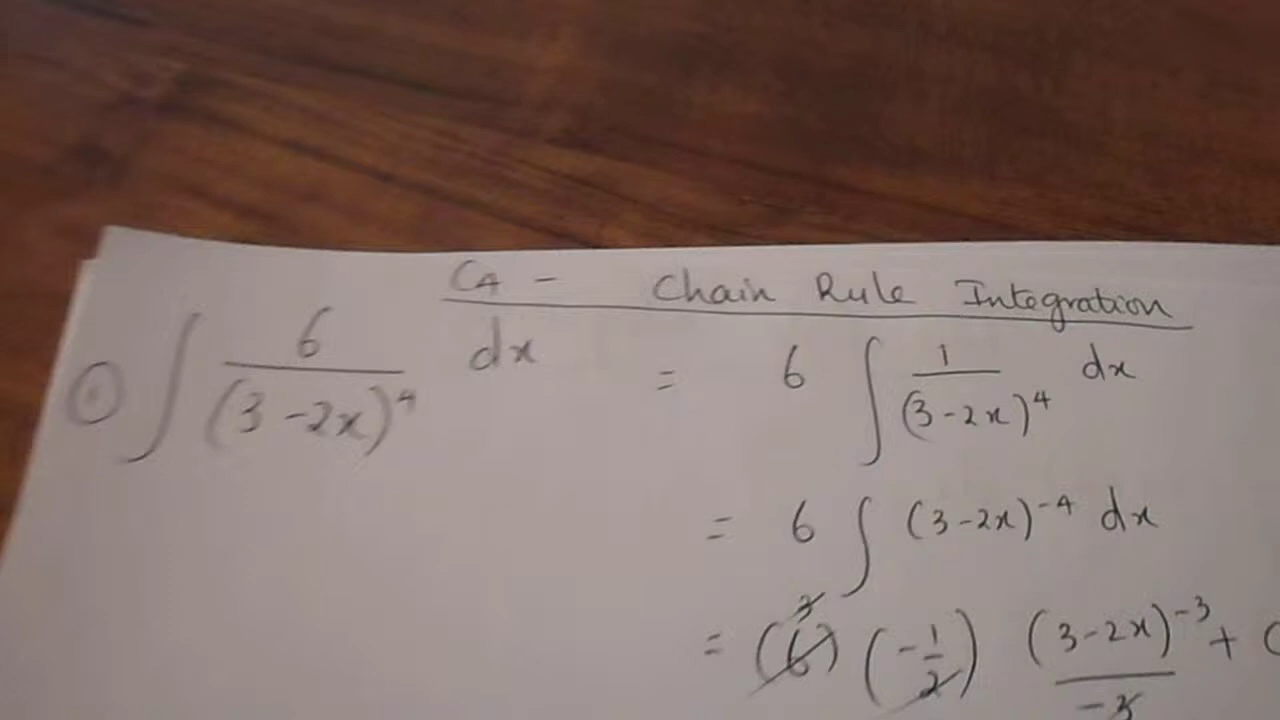 C4 - Chain Rule Integration
① ∫ 6/(3-2x)⁴ dx = 6 ∫ 1/(3-2x)⁴ dx
= 6 ∫ (3-2x)⁻⁴ dx
= (6) (-1/2) (3-2x)⁻³/-3 +